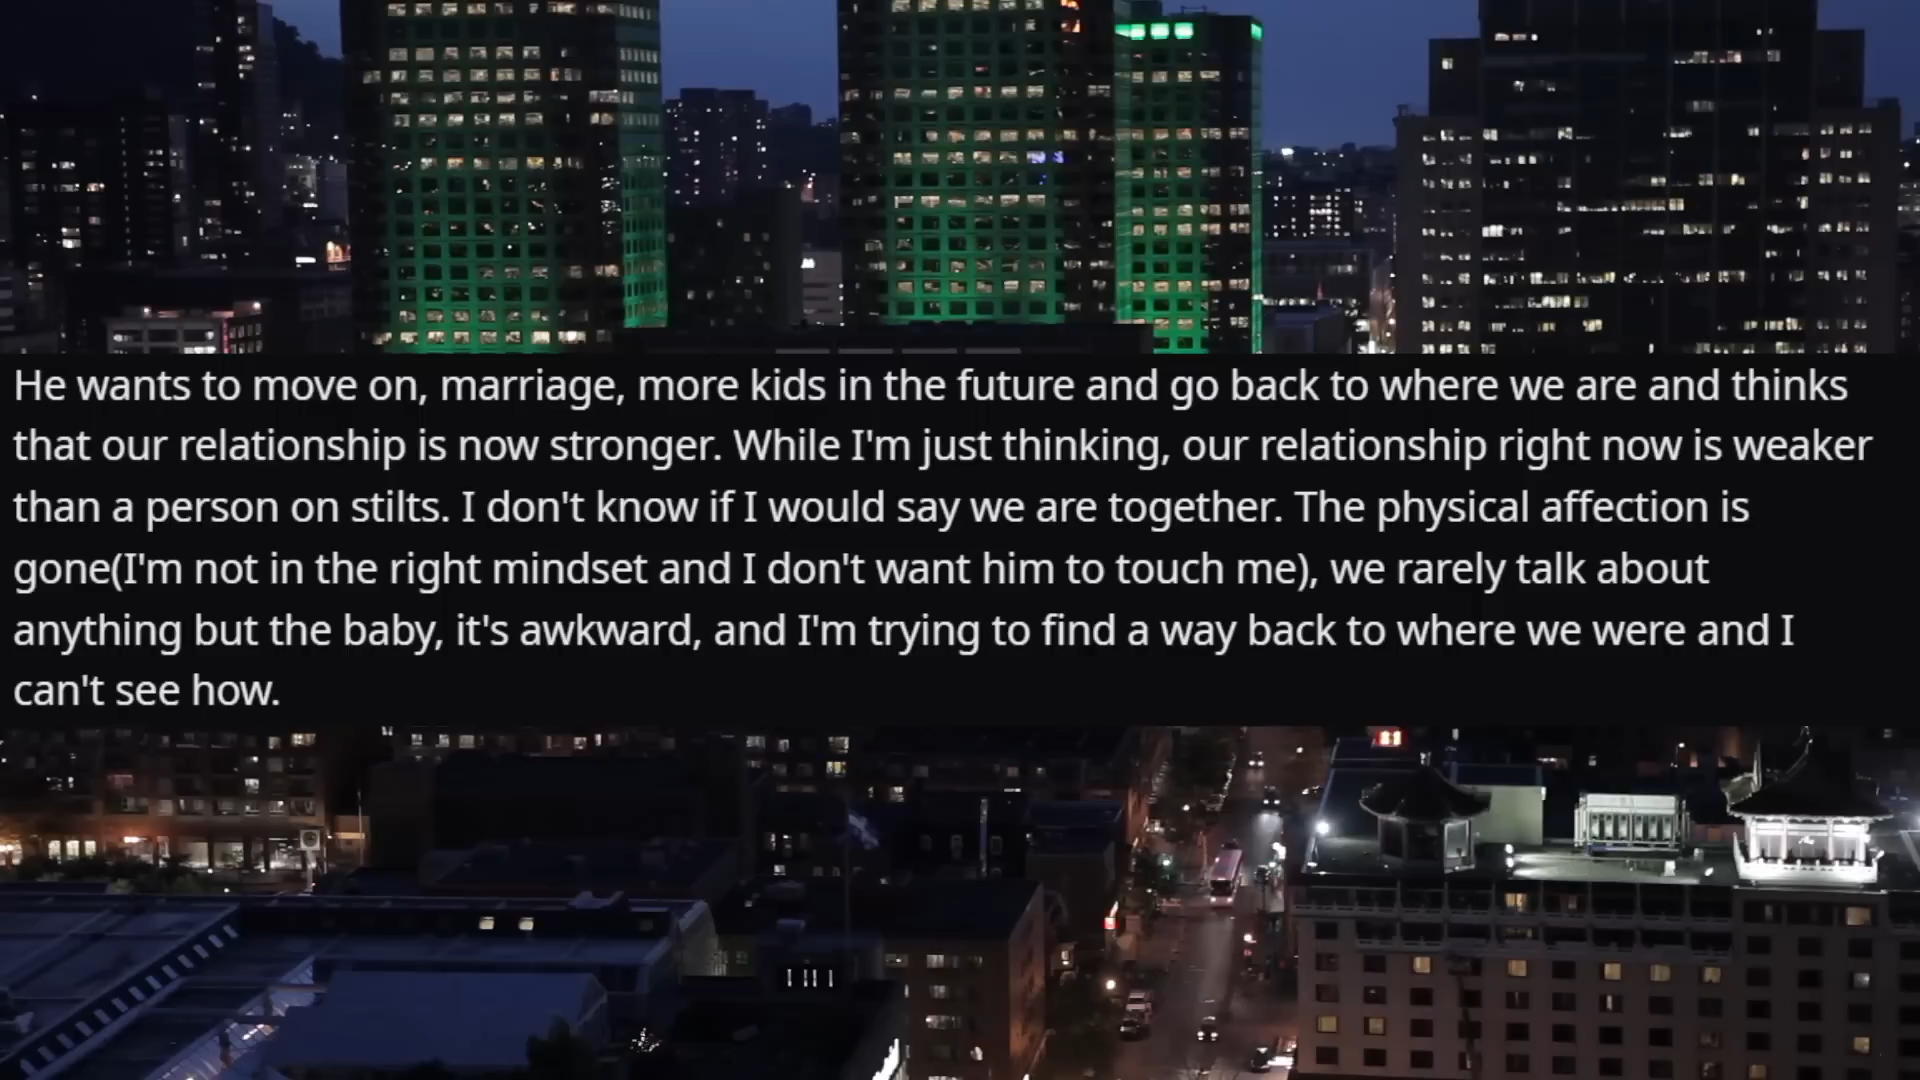 He wants to move on, marriage, more kids in the future and go back to where we are and thinks
that our relationship is now stronger. While I'm just thinking, our relationship right now is weaker
than a person on stilts. I don't know if I would say we are together. The physical affection is
gone(I'm not in the right mindset and I don't want him to touch me), we rarely talk about
anything but the baby, it's awkward, and I'm trying to find a way back to where we were and I
can't see how.